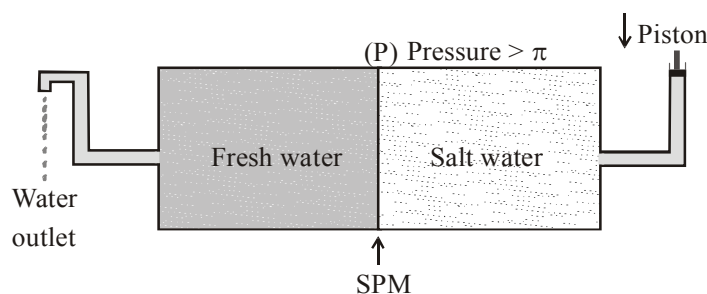 (P) Pressure > π
Piston
Fresh water
Salt water
Water
outlet
SPM